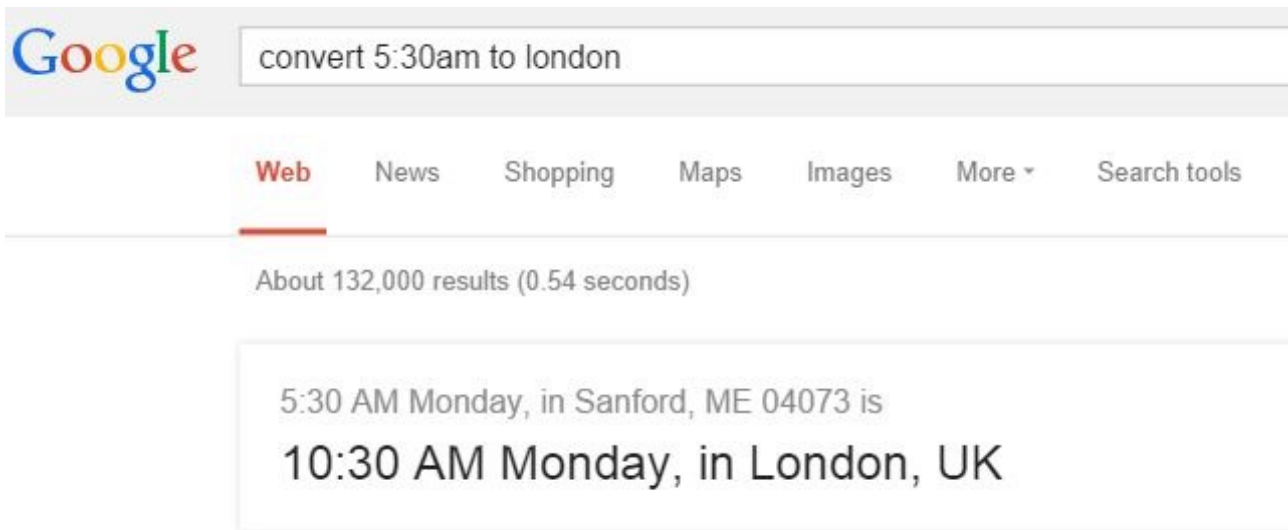 Google convert 5:30am to london
Web News Shopping Maps Images More Search tools
About 132,000 results (0.54 seconds)
5:30 AM Monday, in Sanford, ME 04073 is
10:30 AM Monday, in London, UK